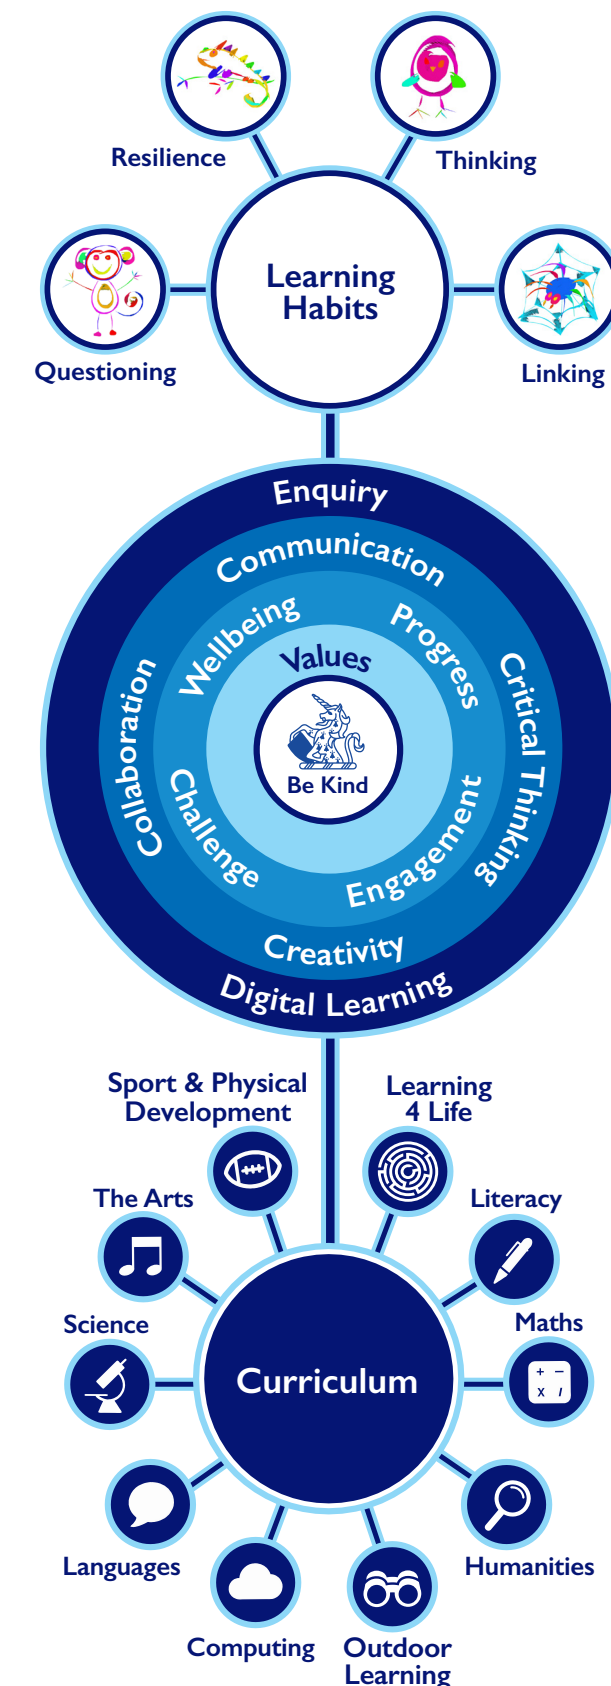 Resilience
Thinking
Learning
Habits
Questioning
Linking
Enquiry
Communication
Wellbeing
Progress
Values
Collaboration
Critical Thinking
Be Kind
Challenge
Engagement
Creativity
Digital Learning
Sport & Physical
Development
Learning
4 Life
The Arts
Literacy
Science
Maths
+ −
x /
Curriculum
Languages
Humanities
Computing
Outdoor
Learning